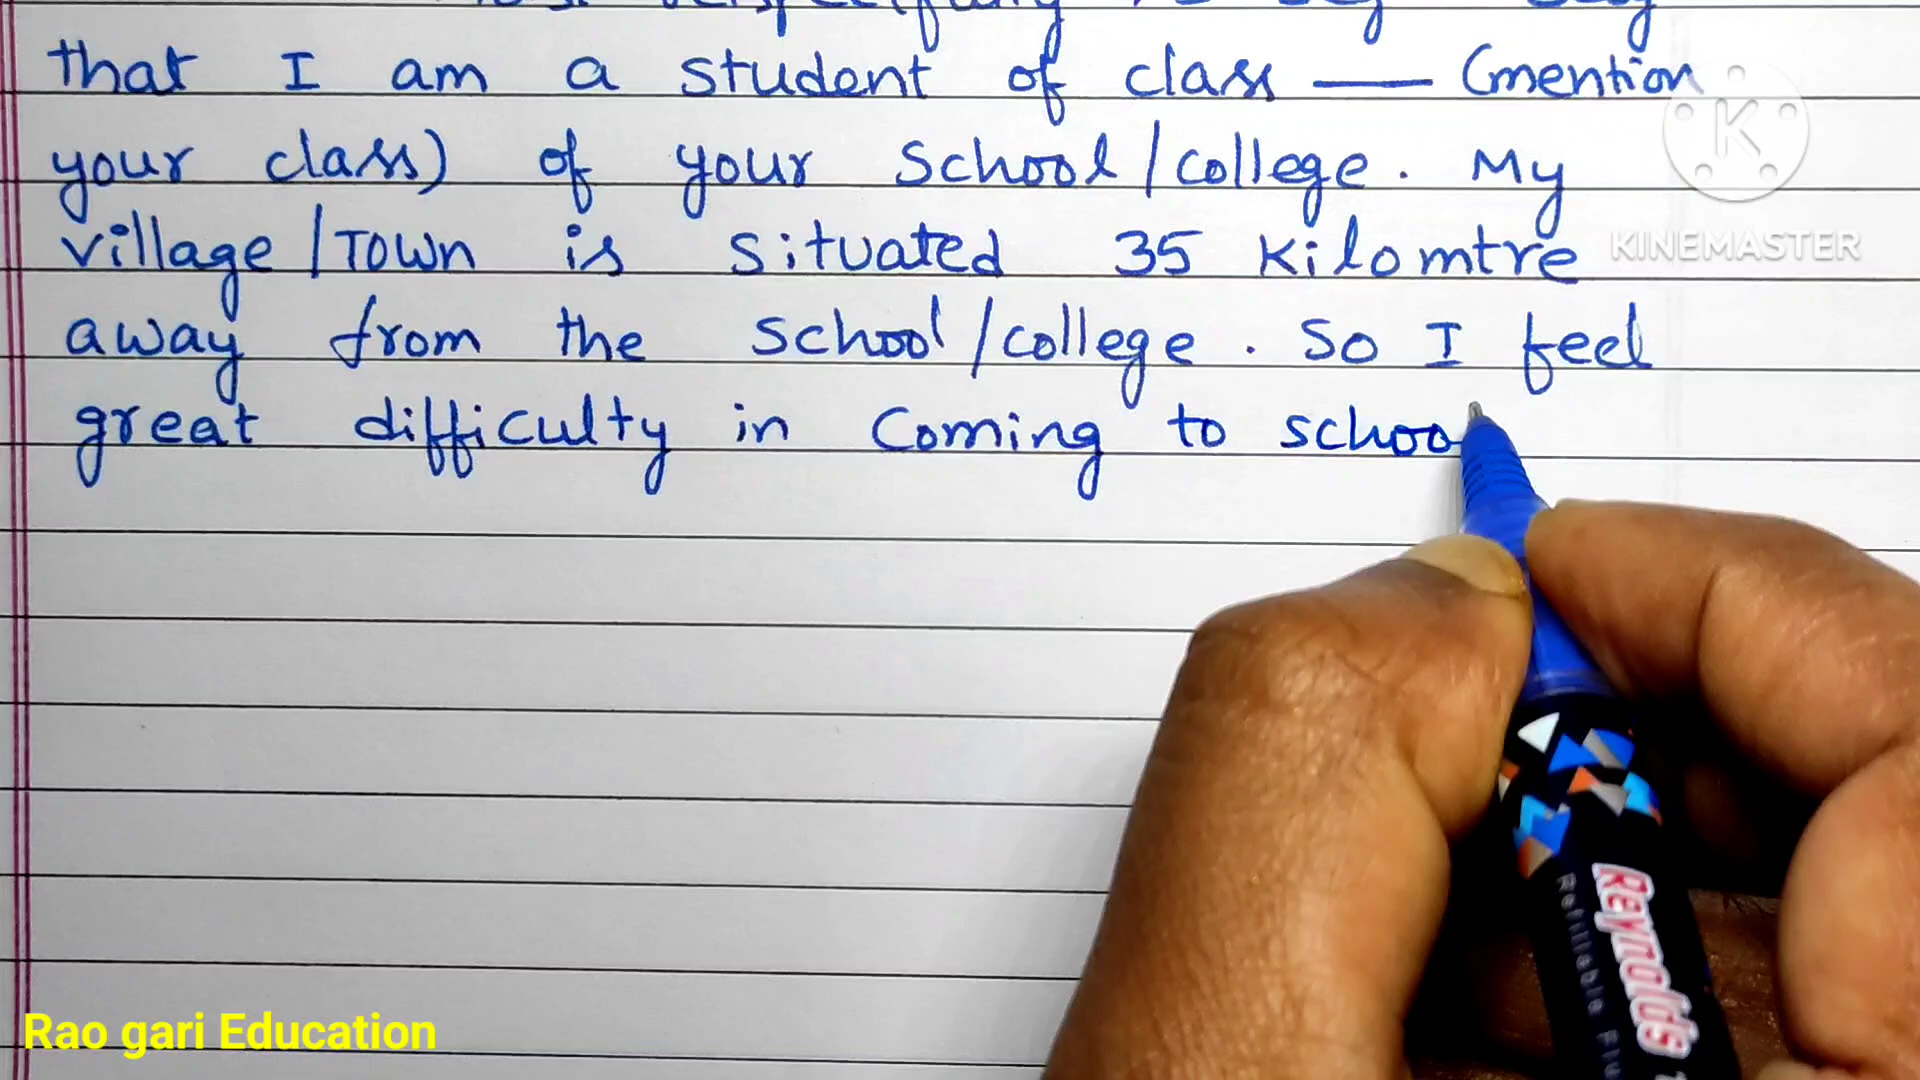 that I am a student of class — (mention
your class) of your School/college. My
village/Town is situated 35 Kilomtre
away from the school/college. So I feel
great difficulty in Coming to schoo
KINEMASTER
Reynolds
Refillable
Rao gari Education